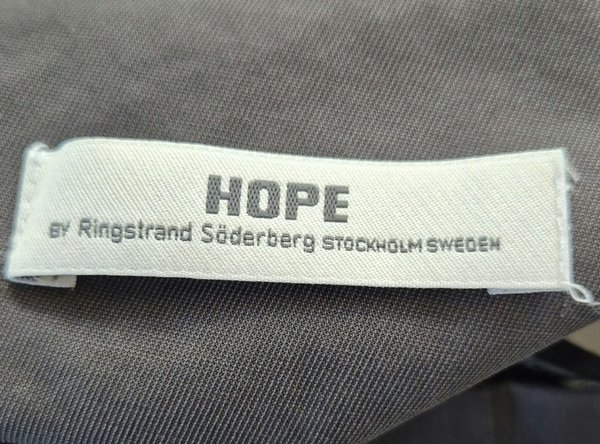 HOPE
BY Ringstrand Söderberg STOCKHOLM SWEDEN